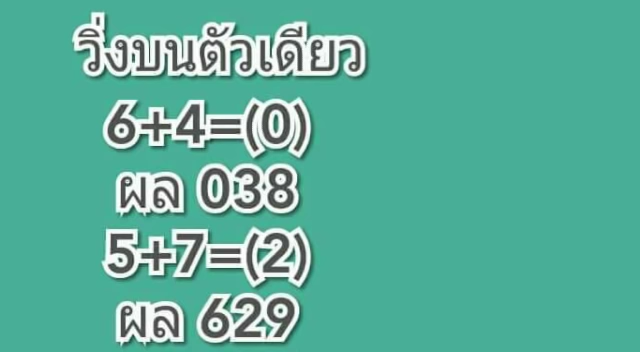 วิ่งบนตัวเดียว
6+4=(0)
ผล 038
5+7=(2)
ผล 629